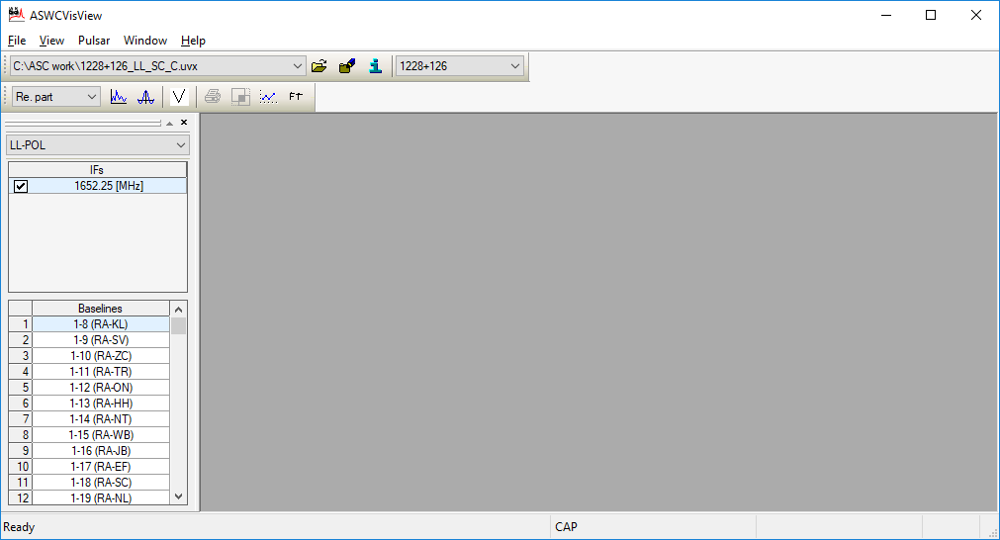 ASWCVisView
File View Pulsar Window Help
C:\ASC work\1228+126_LL_SC_C.uvx 1228+126
Re. part FT
LL-POL
IFs
1652.25 [MHz]
Baselines
1 1-8 (RA-KL)
2 1-9 (RA-SV)
3 1-10 (RA-ZC)
4 1-11 (RA-TR)
5 1-12 (RA-ON)
6 1-13 (RA-HH)
7 1-14 (RA-NT)
8 1-15 (RA-WB)
9 1-16 (RA-JB)
10 1-17 (RA-EF)
11 1-18 (RA-SC)
12 1-19 (RA-NL)
Ready CAP